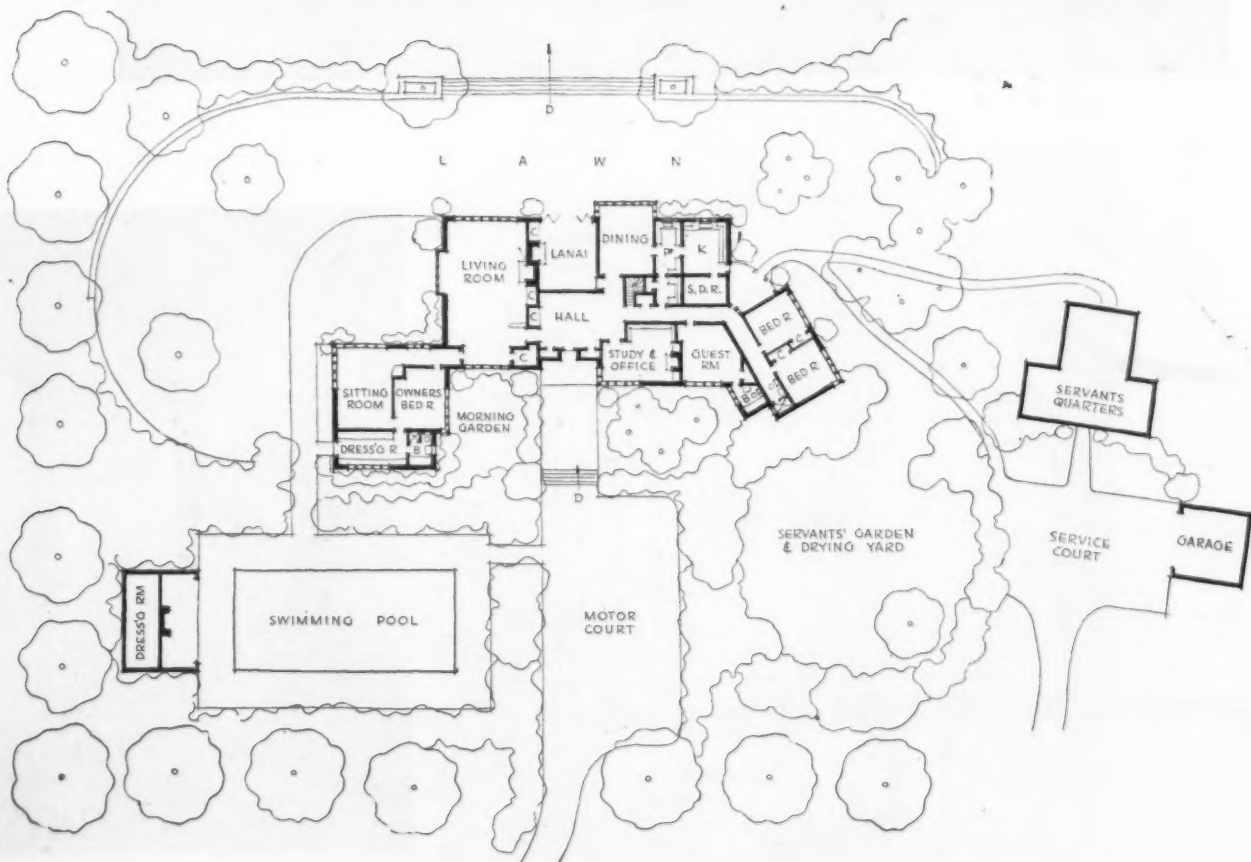 D
L A W N
C
LANAI
DINING
P
K
LIVING
ROOM
C
HALL
C
S.D.R.
C
STUDY &
OFFICE
GUEST
RM
BED R
C
C
BED R
B
SITTING
ROOM
OWNERS
BED R
MORNING
GARDEN
DRESS'G R
B
D
SERVANTS
QUARTERS
SERVANTS' GARDEN
& DRYING YARD
SERVICE
COURT
GARAGE
DRESS'G RM
SWIMMING POOL
MOTOR
COURT